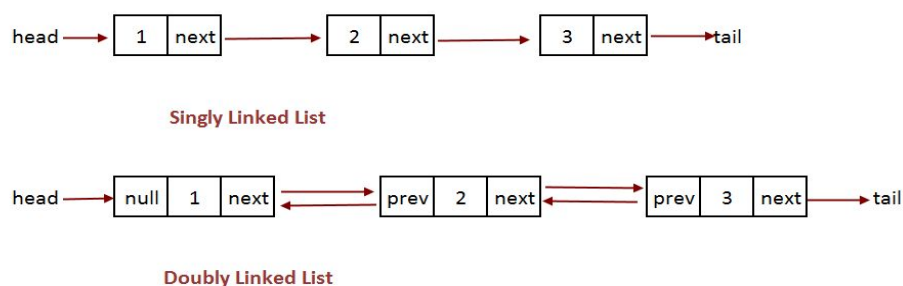 head 1 next 2 next 3 next tail
Singly Linked List
head null 1 next prev 2 next prev 3 next tail
Doubly Linked List